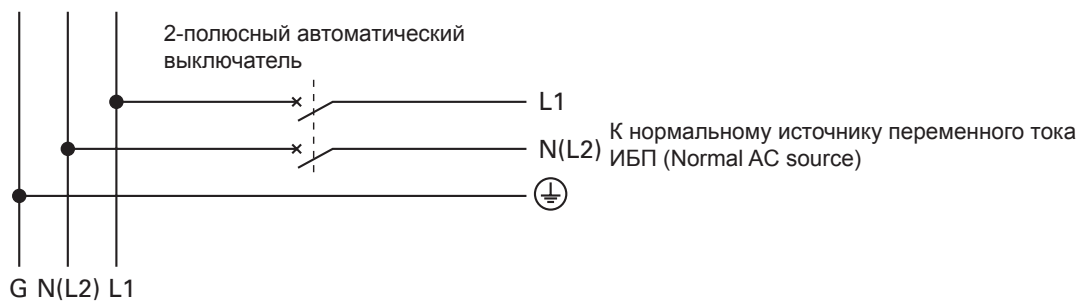 2-полюсный автоматический
выключатель
L1
N(L2)
К нормальному источнику переменного тока
ИБП (Normal AC source)
G N(L2) L1